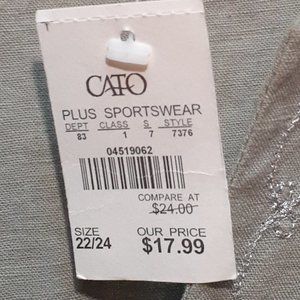 CATO
PLUS SPORTSWEAR
DEPT CLASS S STYLE
83 1 7 7376
04519062
COMPARE AT
$24.00
SIZE OUR PRICE
22/24 $17.99